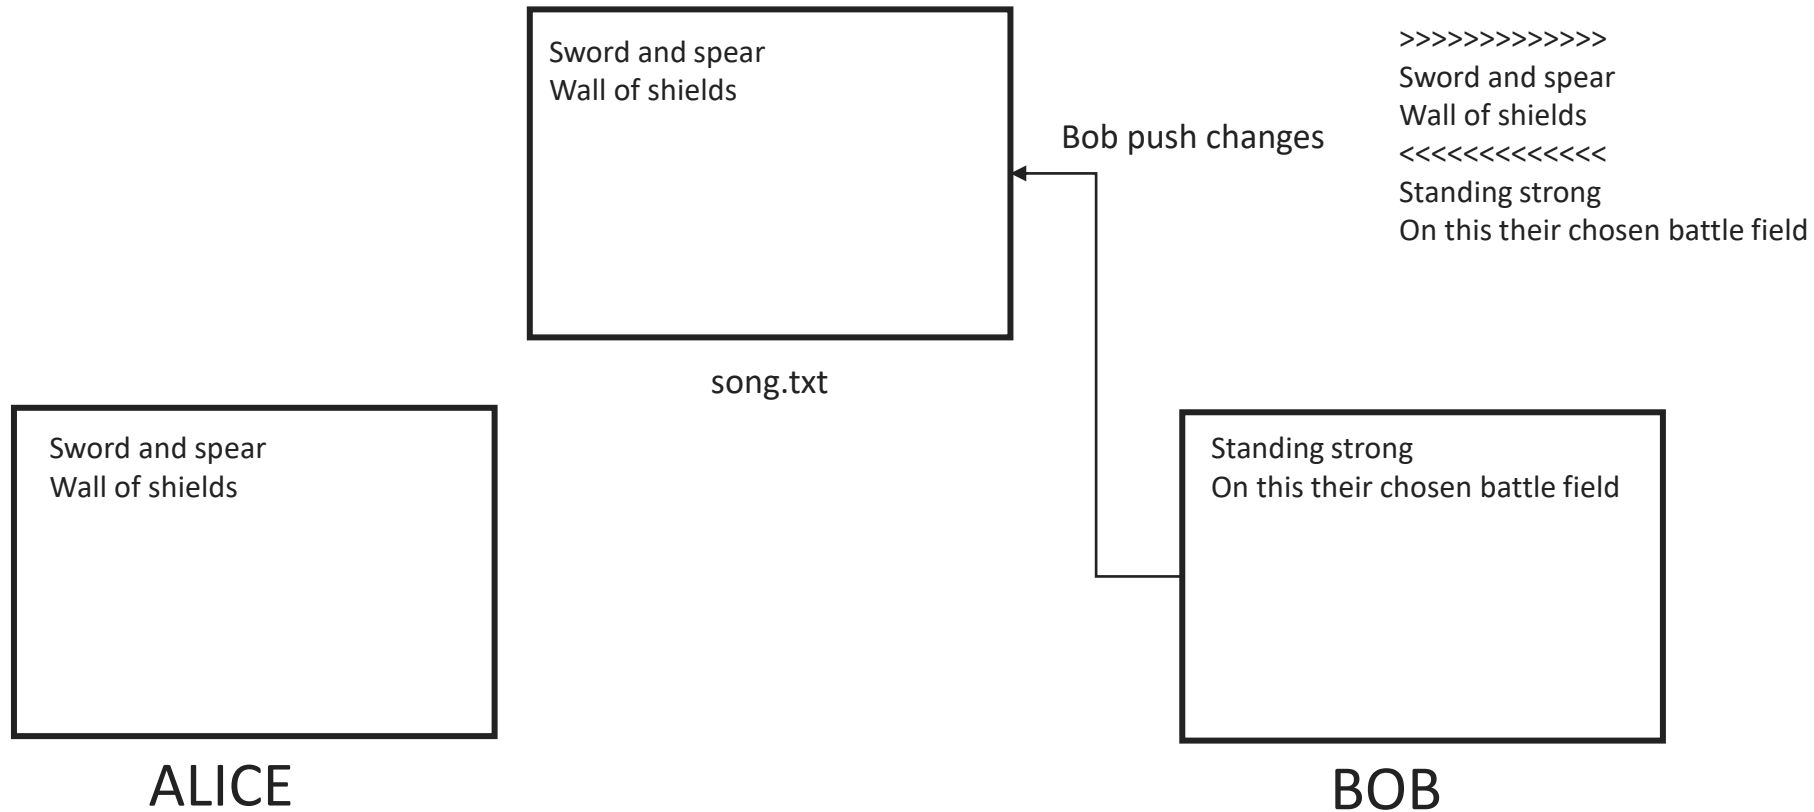 Sword and spear
Wall of shields
Bob push changes
>>>>>>>>>>>>>
Sword and spear
Wall of shields
<<<<<<<<<<<<<
Standing strong
On this their chosen battle field
song.txt
Sword and spear
Wall of shields
ALICE
Standing strong
On this their chosen battle field
BOB